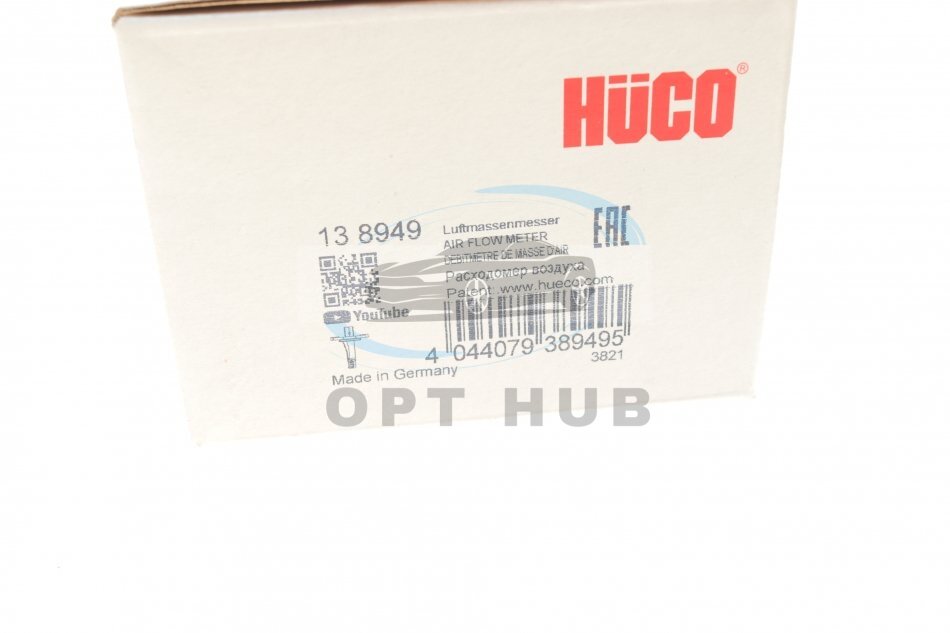 HÜCO®
13 8949
Luftmassenmesser
AIR FLOW METER
DEBITMETRE DE MASSE D'AIR
Расходомер воздуха
Patent: www.hueco.com
EAC
YouTube
4 044079 389495
3821
Made in Germany
OPT HUB